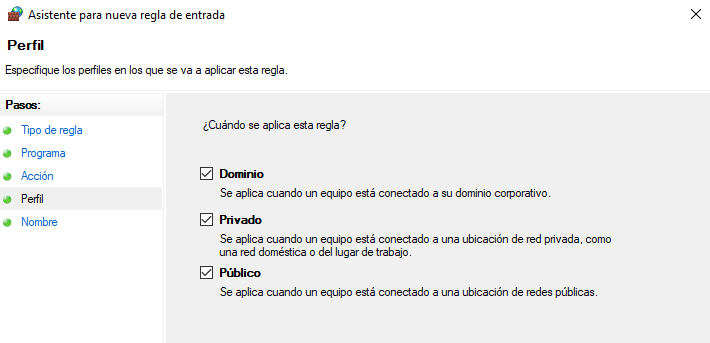 Asistente para nueva regla de entrada
Perfil
Especifique los perfiles en los que se va a aplicar esta regla.
Pasos:
Tipo de regla
Programa
Acción
Perfil
Nombre
¿Cuándo se aplica esta regla?
Dominio
Se aplica cuando un equipo está conectado a su dominio corporativo.
Privado
Se aplica cuando un equipo está conectado a una ubicación de red privada, como
una red doméstica o del lugar de trabajo.
Público
Se aplica cuando un equipo está conectado a una ubicación de redes públicas.